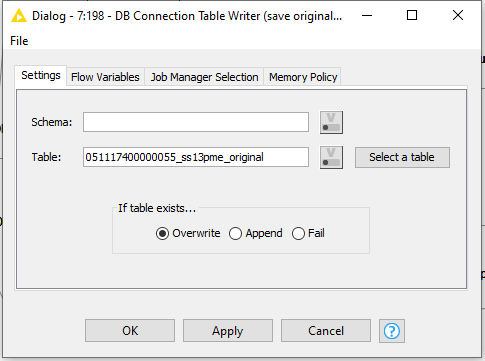 Dialog - 7:198 - DB Connection Table Writer (save original...
File
Settings Flow Variables Job Manager Selection Memory Policy
Schema:
V
Table: 051117400000055_ss13pme_original V Select a table
If table exists...
Overwrite Append Fail
OK Apply Cancel ?